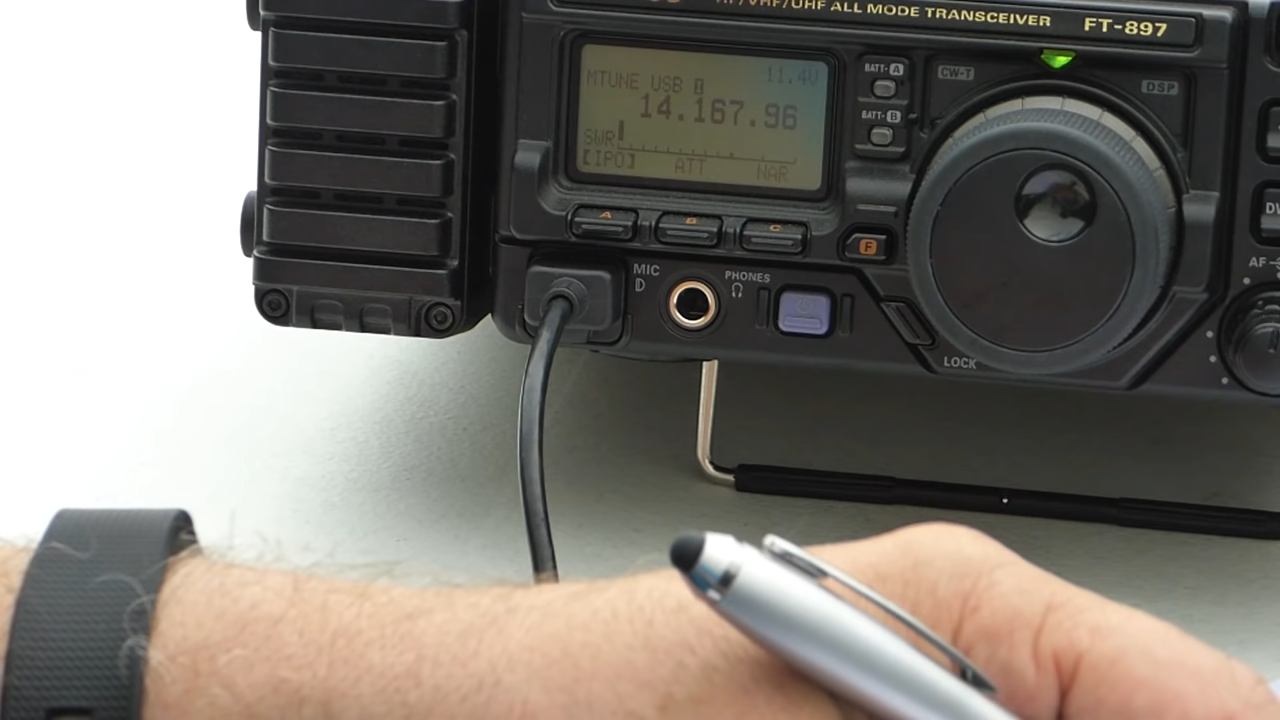 HF/VHF/UHF ALL MODE TRANSCEIVER FT-897
MTUNE USB 11.4V
14.167.96
SWR
[IPO] ATT NAR
BATT-A
BATT-B
CW-T
DSP
A B C
F
MIC
PHONES
LOCK
AF